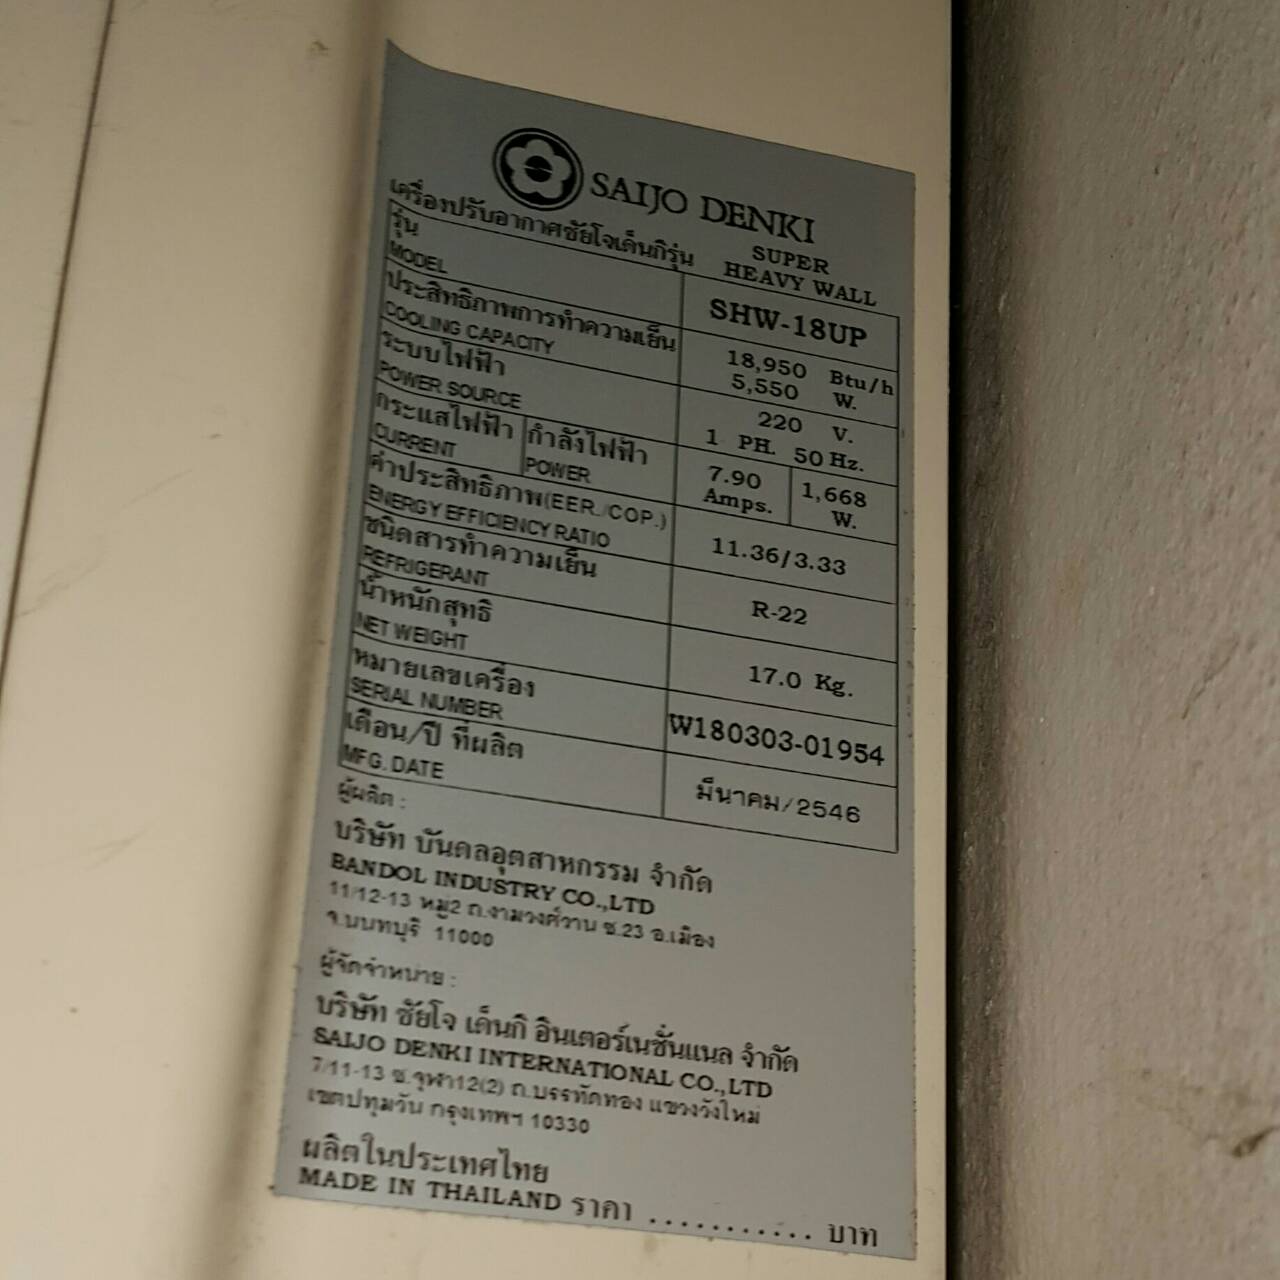 SAIJO DENKI
เครื่องปรับอากาศซัยโจเด็นกิรุ่น SUPER HEAVY WALL
รุ่น
MODEL
SHW-18UP
ประสิทธิภาพการทำความเย็น
COOLING CAPACITY
18,950 Btu/h
5,550 W.
ระบบไฟฟ้า
POWER SOURCE
220 V.
1 PH. 50 Hz.
กระแสไฟฟ้า
CURRENT
กำลังไฟฟ้า
POWER
7.90
Amps.
1,668
W.
ค่าประสิทธิภาพ(EER./COP.)
ENERGY EFFICIENCY RATIO
11.36/3.33
ชนิดสารทำความเย็น
REFRIGERANT
R-22
น้ำหนักสุทธิ
NET WEIGHT
17.0 Kg.
หมายเลขเครื่อง
SERIAL NUMBER
W180303-01954
เดือน/ปี ที่ผลิต
MFG. DATE
มีนาคม/2546
ผู้ผลิต :
บริษัท บันดลอุตสาหกรรม จำกัด
BANDOL INDUSTRY CO.,LTD
11/12-13 หมู่2 ถ.งามวงศ์วาน ซ.23 อ.เมือง
จ.นนทบุรี 11000
ผู้จัดจำหน่าย :
บริษัท ซัยโจ เด็นกิ อินเตอร์เนชั่นแนล จำกัด
SAIJO DENKI INTERNATIONAL CO.,LTD
7/11-13 ซ.จุฬา12(2) ถ.บรรทัดทอง แขวงวังใหม่
เขตปทุมวัน กรุงเทพฯ 10330
ผลิตในประเทศไทย
MADE IN THAILAND ราคา ............ บาท